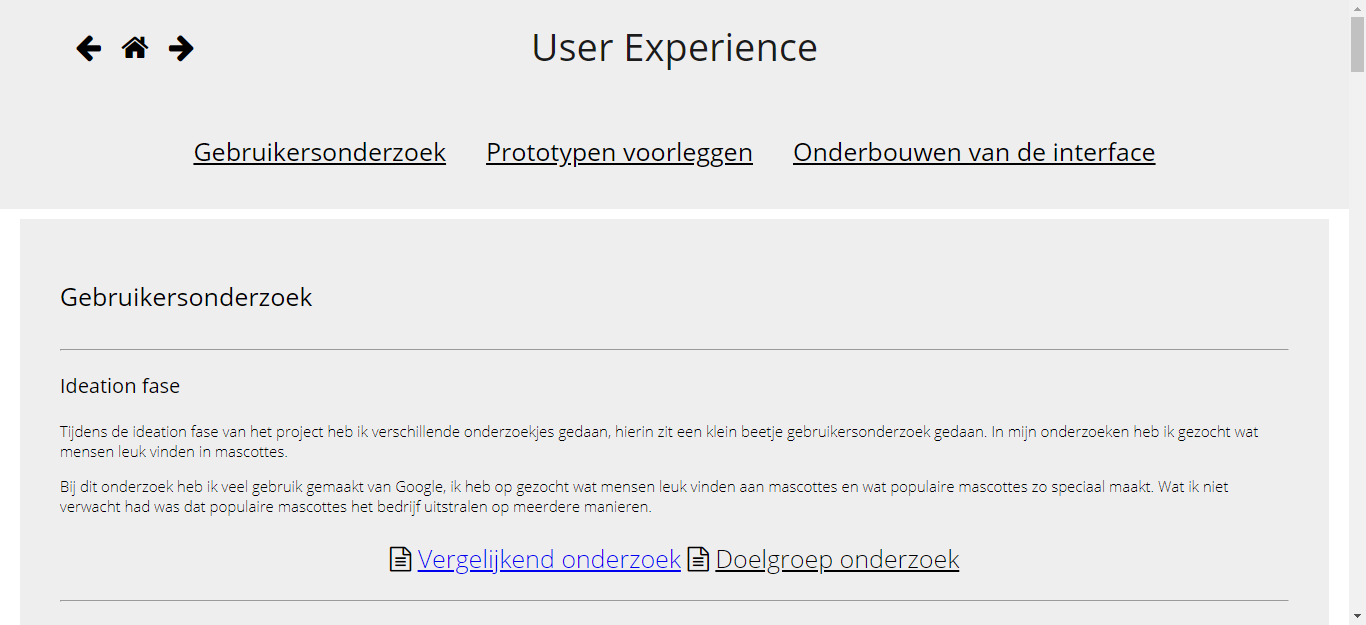 User Experience
Gebruikersonderzoek Prototypen voorleggen Onderbouwen van de interface
Gebruikersonderzoek
Ideation fase
Tijdens de ideation fase van het project heb ik verschillende onderzoekjes gedaan, hierin zit een klein beetje gebruikersonderzoek gedaan. In mijn onderzoeken heb ik gezocht wat
mensen leuk vinden in mascottes.
Bij dit onderzoek heb ik veel gebruik gemaakt van Google, ik heb op gezocht wat mensen leuk vinden aan mascottes en wat populaire mascottes zo speciaal maakt. Wat ik niet
verwacht had was dat populaire mascottes het bedrijf uitstralen op meerdere manieren.
Vergelijkend onderzoek Doelgroep onderzoek